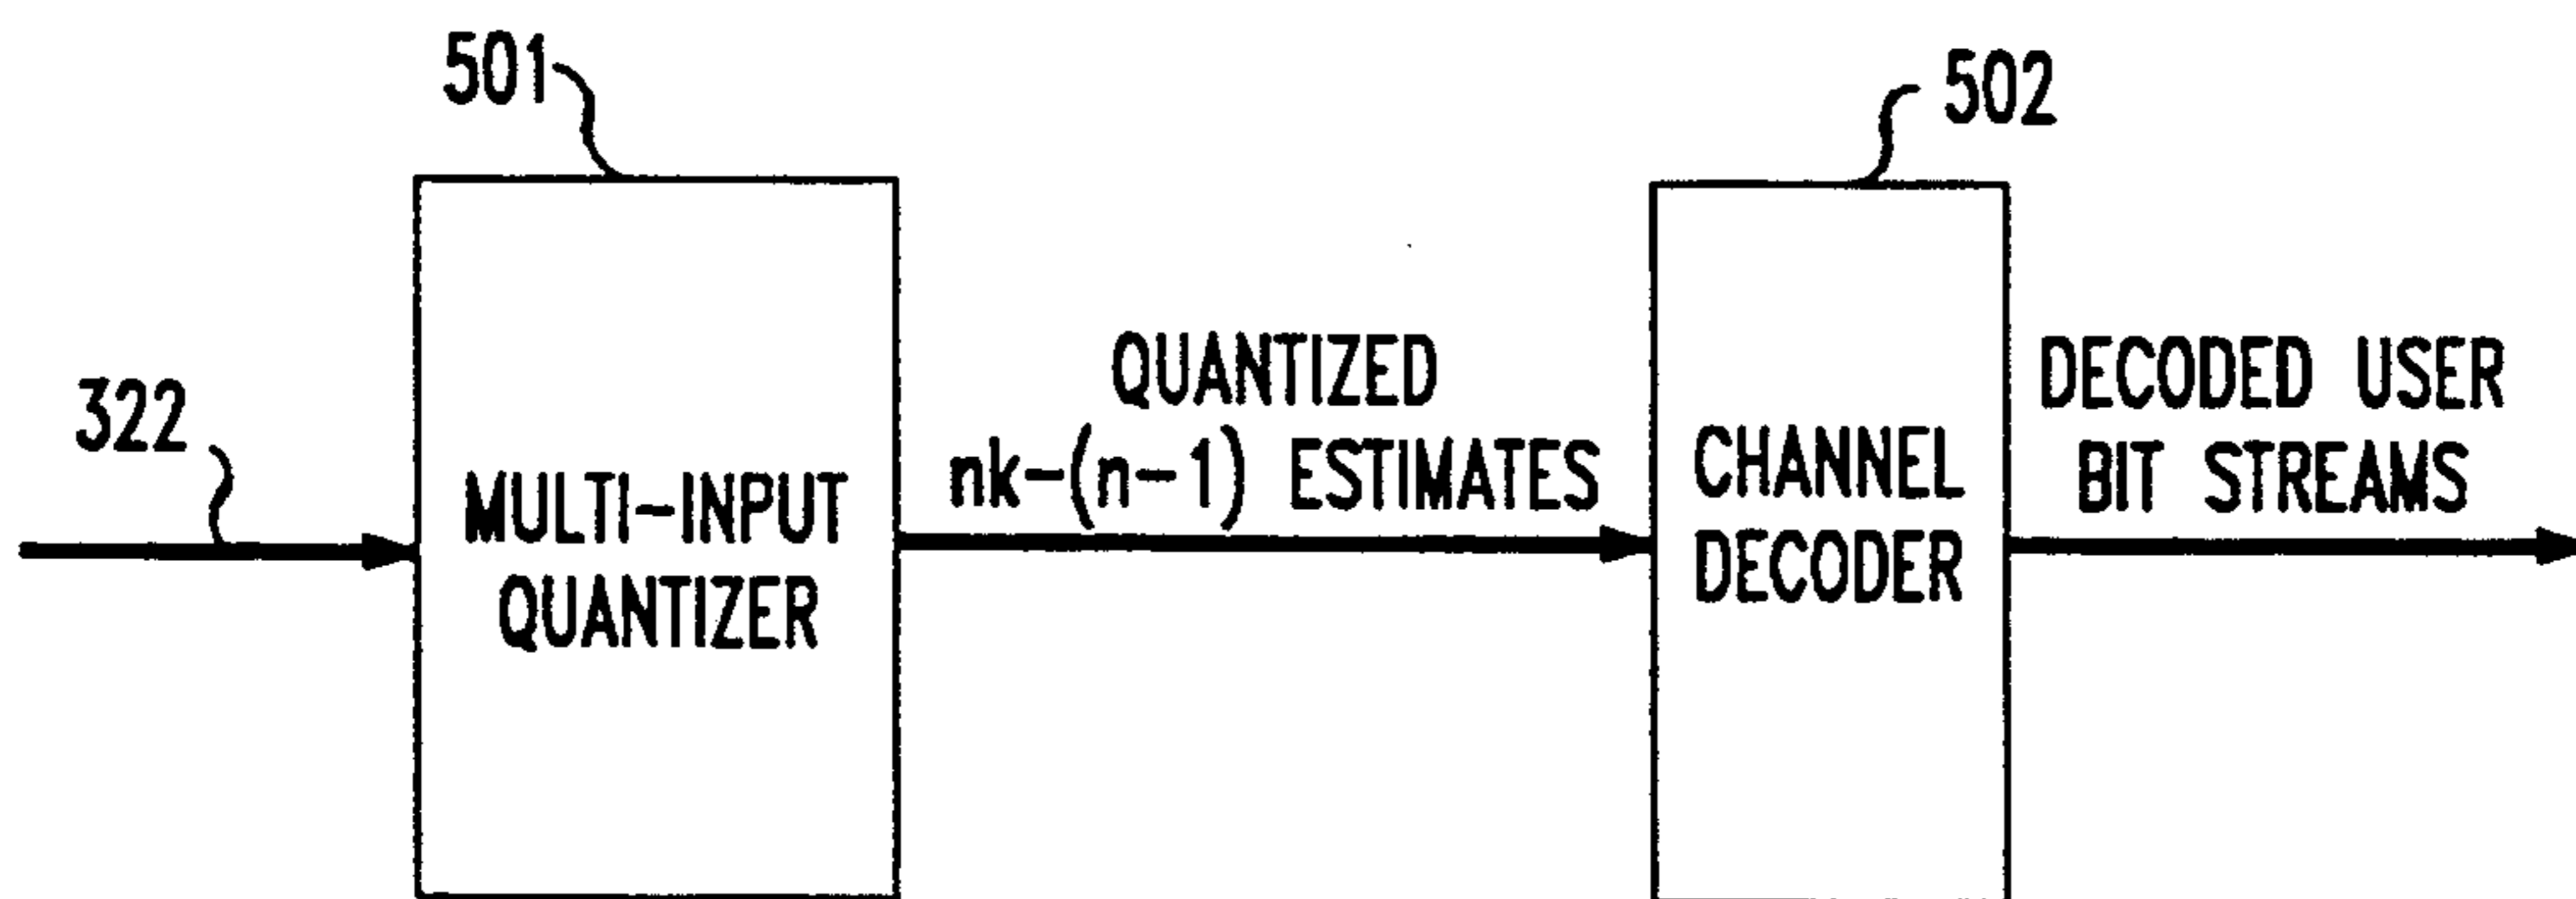 501
502
322
MULTI-INPUT
QUANTIZER
QUANTIZED
nk-(n-1) ESTIMATES
CHANNEL
DECODER
DECODED USER
BIT STREAMS